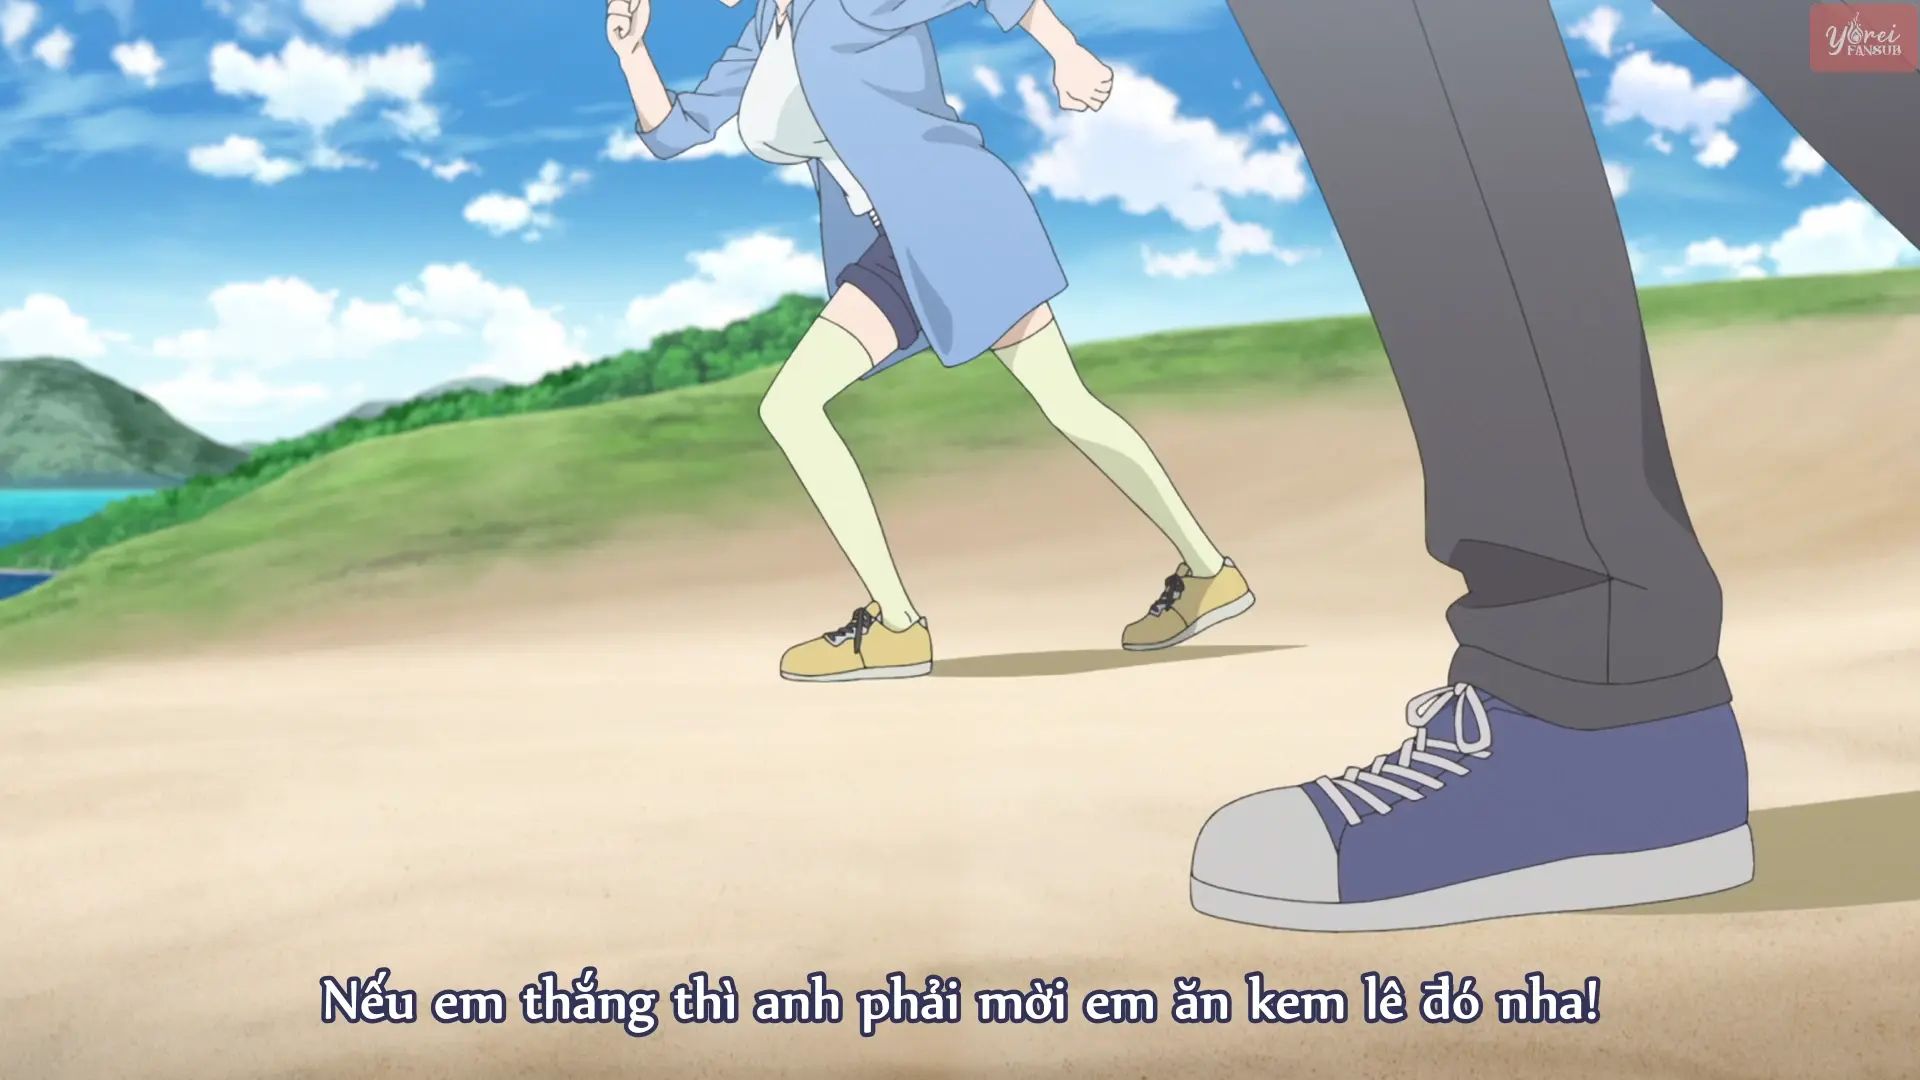 Yorei
FANSUB
Nếu em thắng thì anh phải mời em ăn kem lê đó nha!